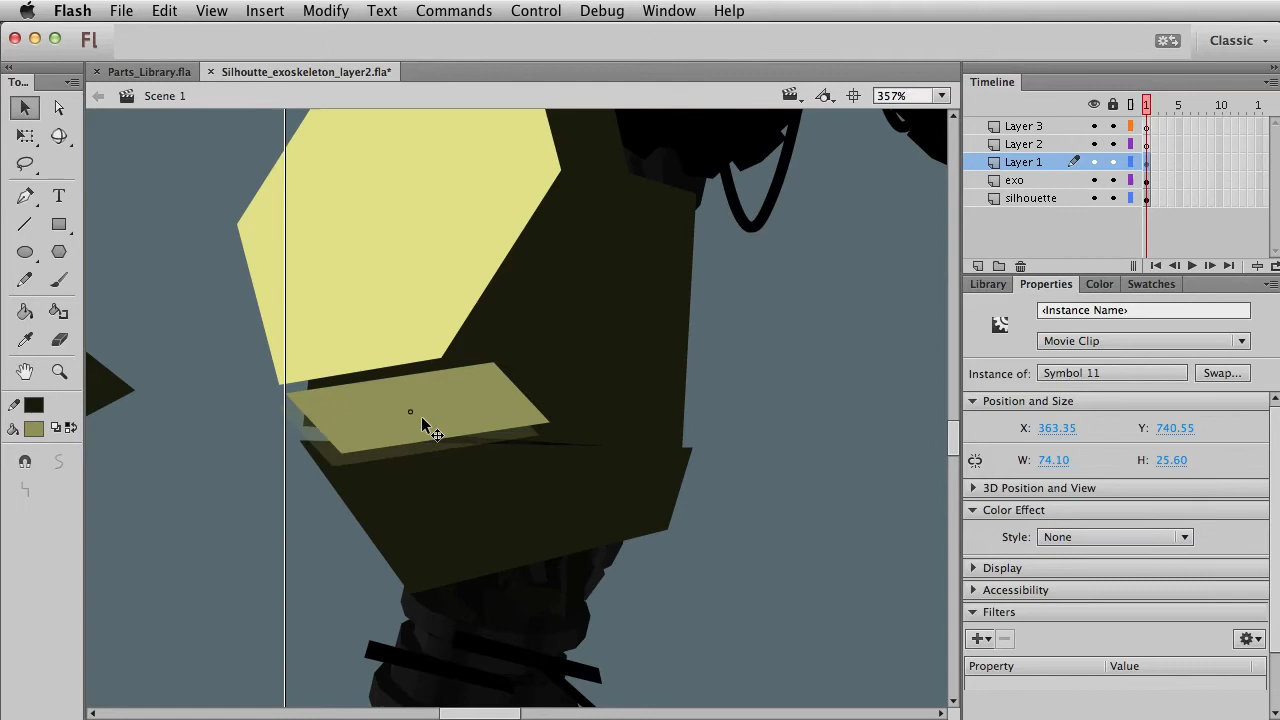 Flash File Edit View Insert Modify Text Commands Control Debug Window Help
Fl Classic
To... Parts_Library.fla Silhoutte_exoskeleton_layer2.fla* Timeline
Scene 1 357%
1 5 10 1
Layer 3
Layer 2
Layer 1
exo
silhouette
Library Properties Color Swatches
<Instance Name>
Movie Clip
Instance of: Symbol 11 Swap...
Position and Size
X: 363.35 Y: 740.55
W: 74.10 H: 25.60
3D Position and View
Color Effect
Style: None
Display
Accessibility
Filters
Property Value